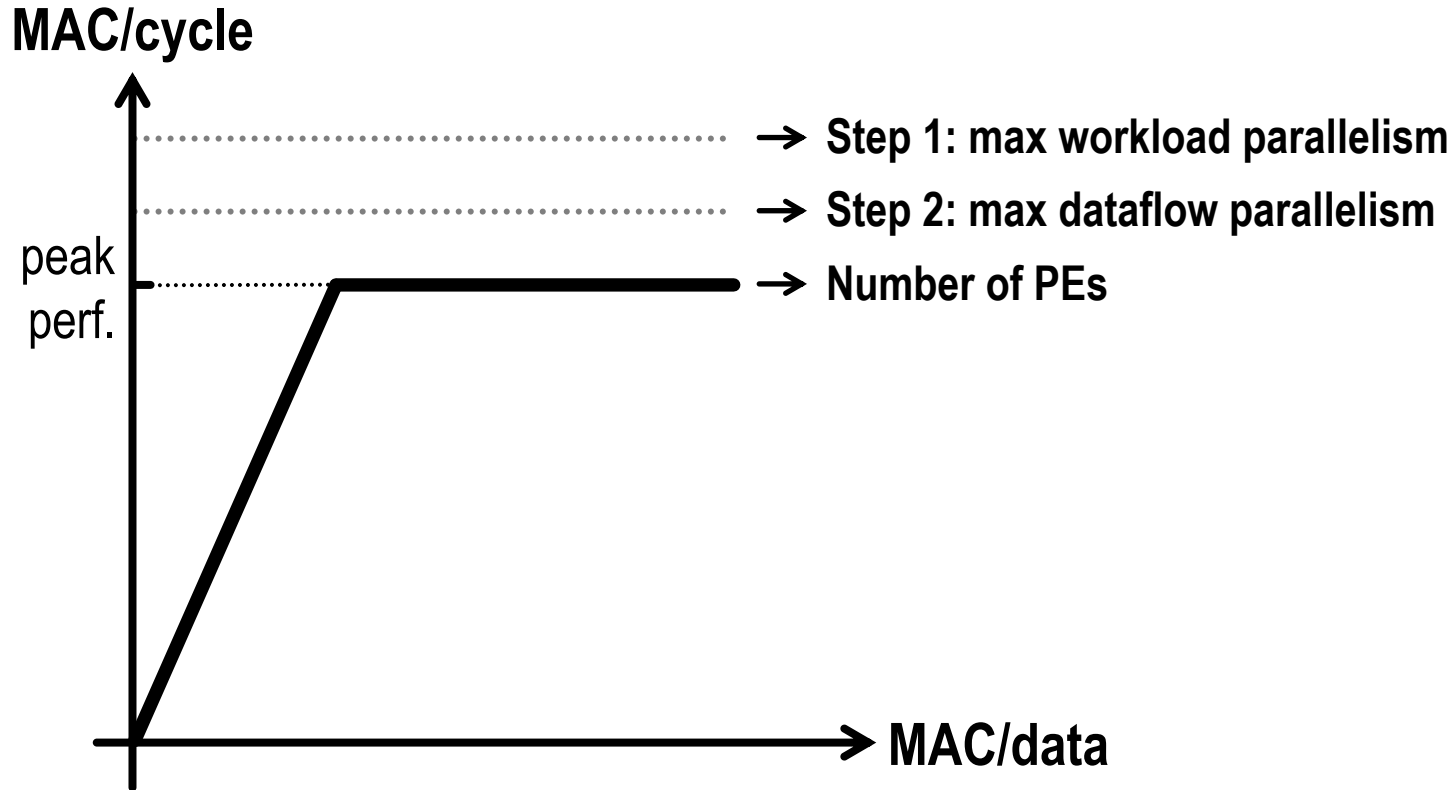 MAC/cycle
Step 1: max workload parallelism
Step 2: max dataflow parallelism
peak
perf.
Number of PEs
MAC/data